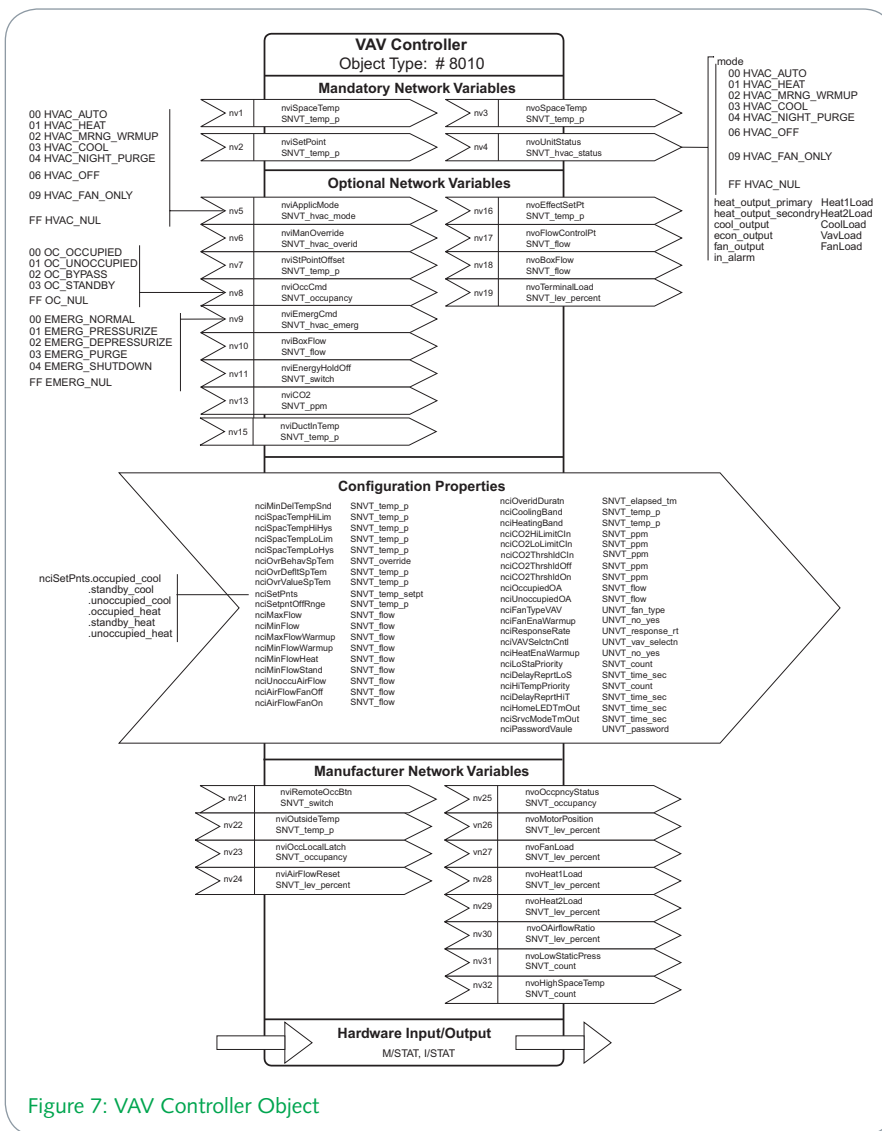 VAV Controller
Object Type: # 8010
Mandatory Network Variables
nv1
nviSpaceTemp
SNVT_temp_p
nv3
nvoSpaceTemp
SNVT_temp_p
nv2
nviSetPoint
SNVT_temp_p
nv4
nvoUnitStatus
SNVT_hvac_status
mode
00 HVAC_AUTO
01 HVAC_HEAT
02 HVAC_MRNG_WRMUP
03 HVAC_COOL
04 HVAC_NIGHT_PURGE
06 HVAC_OFF
09 HVAC_FAN_ONLY
FF HVAC_NUL
heat_output_primary Heat1Load
heat_output_secondryHeat2Load
cool_output CoolLoad
econ_output VavLoad
fan_output FanLoad
in_alarm
00 HVAC_AUTO
01 HVAC_HEAT
02 HVAC_MRNG_WRMUP
03 HVAC_COOL
04 HVAC_NIGHT_PURGE
06 HVAC_OFF
09 HVAC_FAN_ONLY
FF HVAC_NUL
00 OC_OCCUPIED
01 OC_UNOCCUPIED
02 OC_BYPASS
03 OC_STANDBY
FF OC_NUL
00 EMERG_NORMAL
01 EMERG_PRESSURIZE
02 EMERG_DEPRESSURIZE
03 EMERG_PURGE
04 EMERG_SHUTDOWN
FF EMERG_NUL
Optional Network Variables
nv5
nviApplicMode
SNVT_hvac_mode
nv6
nviManOverride
SNVT_hvac_overid
nv7
nviStPointOffset
SNVT_temp_p
nv8
nviOccCmd
SNVT_occupancy
nv9
nviEmergCmd
SNVT_hvac_emerg
nv10
nviBoxFlow
SNVT_flow
nv11
nviEnergyHoldOff
SNVT_switch
nv13
nviCO2
SNVT_ppm
nv15
nviDuctInTemp
SNVT_temp_p
nv16
nvoEffectSetPt
SNVT_temp_p
nv17
nvoFlowControlPt
SNVT_flow
nv18
nvoBoxFlow
SNVT_flow
nv19
nvoTerminalLoad
SNVT_lev_percent
Configuration Properties
nciMinDelTempSnd SNVT_temp_p
nciSpacTempHiLim SNVT_temp_p
nciSpacTempHiHys SNVT_temp_p
nciSpacTempLoLim SNVT_temp_p
nciSpacTempLoHys SNVT_temp_p
nciOvrBehavSpTem SNVT_override
nciOvrDefltSpTem SNVT_temp_p
nciOvrValueSpTem SNVT_temp_p
nciSetPnts SNVT_temp_setpt
nciSetpntOffRnge SNVT_temp_p
nciMaxFlow SNVT_flow
nciMinFlow SNVT_flow
nciMaxFlowWarmup SNVT_flow
nciMinFlowWarmup SNVT_flow
nciMinFlowHeat SNVT_flow
nciMinFlowStand SNVT_flow
nciUnoccuAirFlow SNVT_flow
nciAirFlowFanOff SNVT_flow
nciAirFlowFanOn SNVT_flow
nciOveridDuratn SNVT_elapsed_tm
nciCoolingBand SNVT_temp_p
nciHeatingBand SNVT_temp_p
nciCO2HiLimitCln SNVT_ppm
nciCO2LoLimitCln SNVT_ppm
nciCO2ThrshldCln SNVT_ppm
nciCO2ThrshldOff SNVT_ppm
nciCO2ThrshldOn SNVT_ppm
nciOccupiedOA SNVT_flow
nciUnoccupiedOA SNVT_flow
nciFanTypeVAV UNVT_fan_type
nciFanEnaWarmup UNVT_no_yes
nciResponseRate UNVT_response_rt
nciVAVSelctnCntl UNVT_vav_selectn
nciHeatEnaWarmup UNVT_no_yes
nciLoStaPriority SNVT_count
nciDelayReprtLoS SNVT_time_sec
nciHiTempPriority SNVT_count
nciDelayReprtHiT SNVT_time_sec
nciHomeLEDTmOut SNVT_time_sec
nciSrvcModeTmOut SNVT_time_sec
nciPasswordVaule UNVT_password
nciSetPnts.occupied_cool
.standby_cool
.unoccupied_cool
.occupied_heat
.standby_heat
.unoccupied_heat
Manufacturer Network Variables
nv21
nviRemoteOccBtn
SNVT_switch
nv22
nviOutsideTemp
SNVT_temp_p
nv23
nviOccLocalLatch
SNVT_occupancy
nv24
nviAirFlowReset
SNVT_lev_percent
nv25
nvoOccpncyStatus
SNVT_occupancy
vn26
nvoMotorPosition
SNVT_lev_percent
vn27
nvoFanLoad
SNVT_lev_percent
nv28
nvoHeat1Load
SNVT_lev_percent
nv29
nvoHeat2Load
SNVT_lev_percent
nv30
nvoOAirflowRatio
SNVT_lev_percent
nv31
nvoLowStaticPress
SNVT_count
nv32
nvoHighSpaceTemp
SNVT_count
Hardware Input/Output
M/STAT, I/STAT
Figure 7: VAV Controller Object